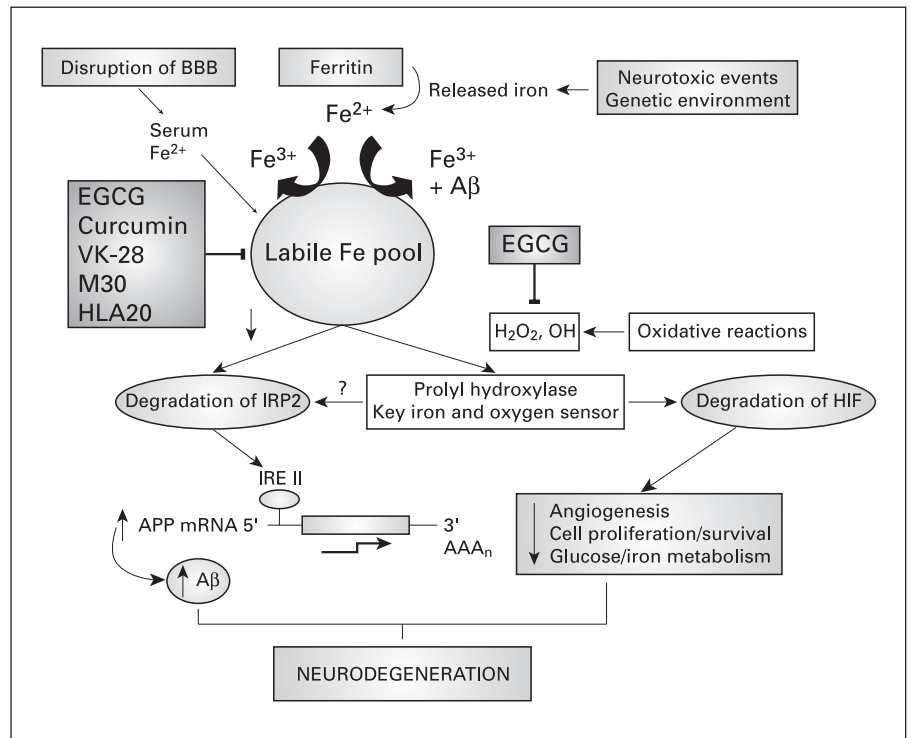 Disruption of BBB
Ferritin
Released iron
Neurotoxic events
Genetic environment
Fe²⁺
Serum
Fe²⁺
Fe³⁺
Fe³⁺
+ Aβ
EGCG
Curcumin
VK-28
M30
HLA20
Labile Fe pool
EGCG
H₂O₂, OH
Oxidative reactions
Degradation of IRP2
?
Prolyl hydroxylase
Key iron and oxygen sensor
Degradation of HIF
IRE II
APP mRNA 5'
3'
AAAₙ
Aβ
Angiogenesis
Cell proliferation/survival
Glucose/iron metabolism
NEURODEGENERATION